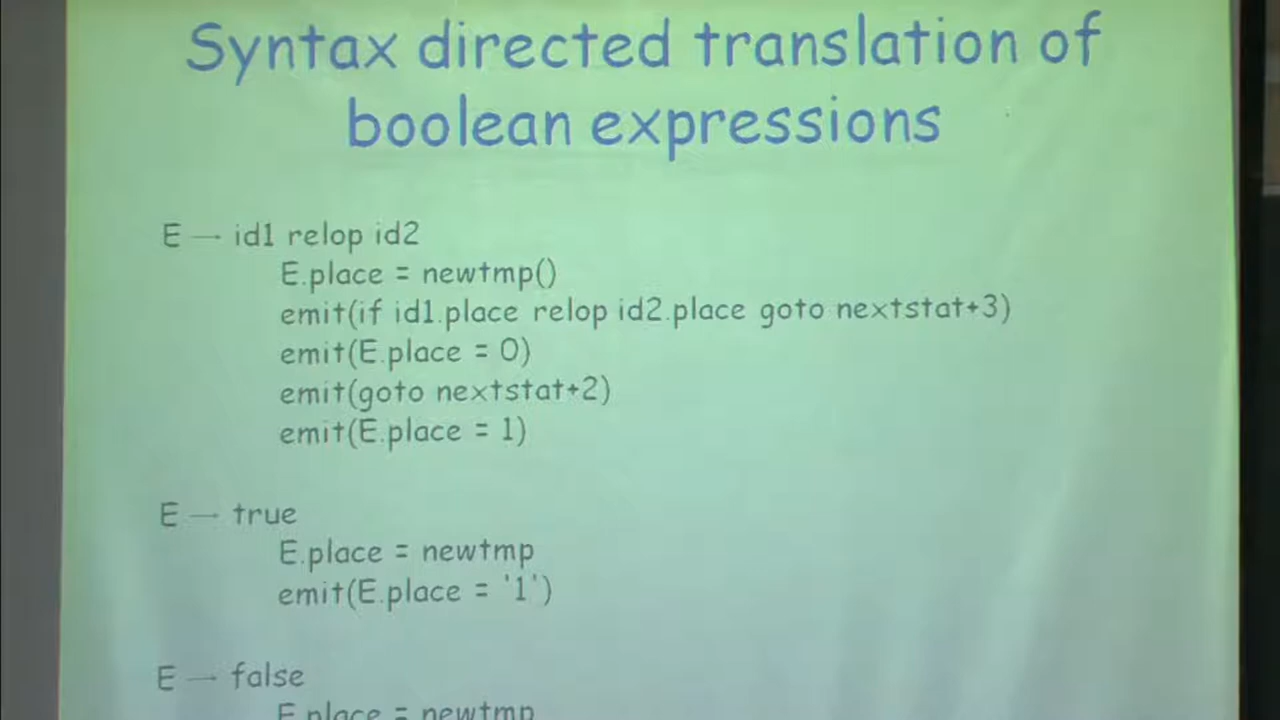 Syntax directed translation of
boolean expressions
E → id1 relop id2
E.place = newtmp()
emit(if id1.place relop id2.place goto nextstat+3)
emit(E.place = 0)
emit(goto nextstat+2)
emit(E.place = 1)
E → true
E.place = newtmp
emit(E.place = '1')
E → false
E.place = newtmp